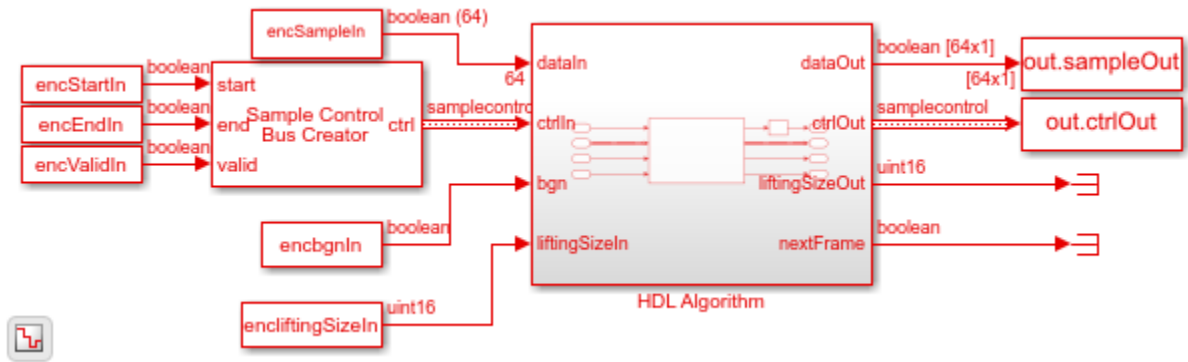 encSampleIn
boolean (64)
encStartIn
boolean
encEndIn
boolean
encValidIn
boolean
start
end
valid
Sample Control
Bus Creator
ctrl
samplecontro
64
dataIn
ctrlIn
bgn
liftingSizeIn
encbgnIn
boolean
encliftingSizeIn
uint16
dataOut
ctrlOut
liftingSizeOut
nextFrame
HDL Algorithm
boolean [64x1]
[64x1]
samplecontrol
uint16
boolean
out.sampleOut
out.ctrlOut